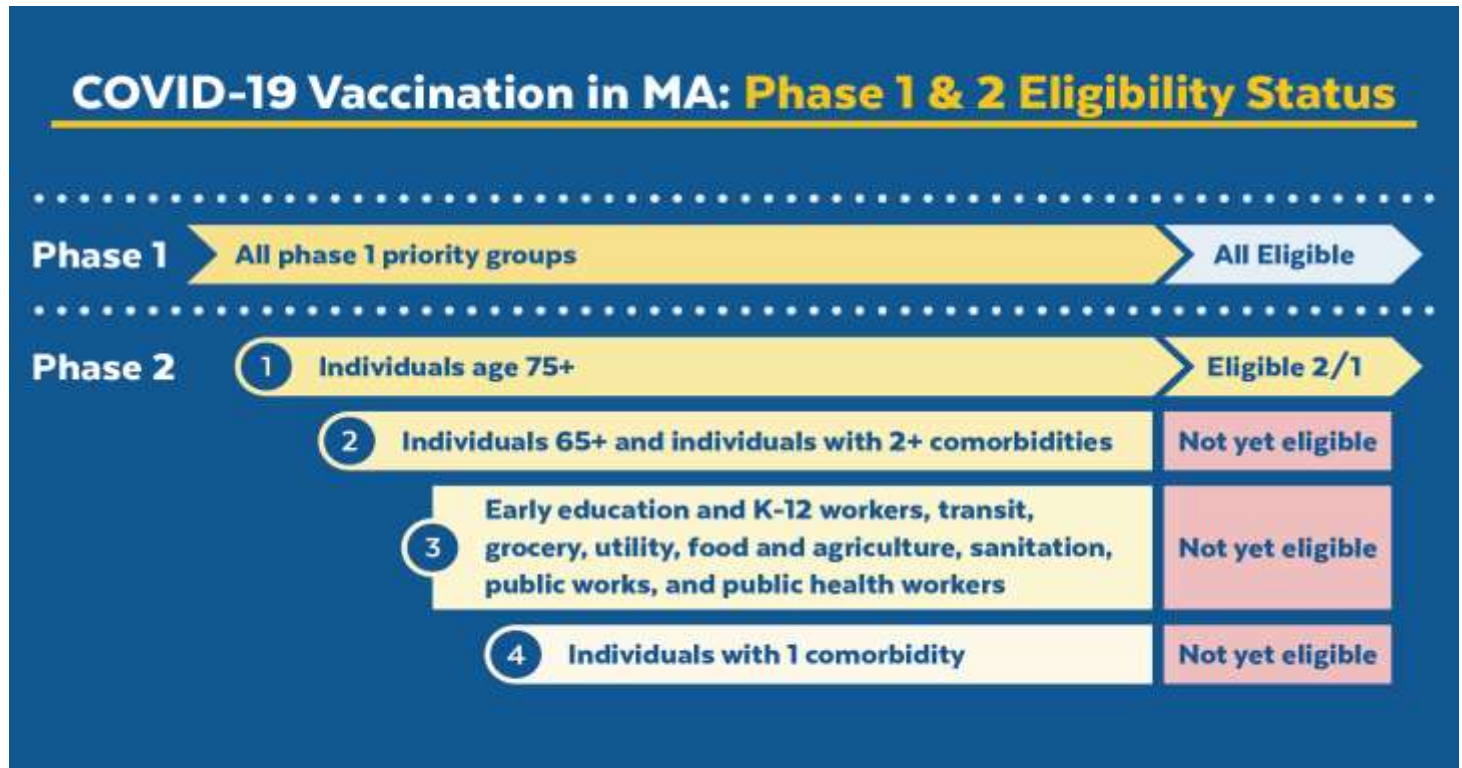 COVID-19 Vaccination in MA: Phase 1 & 2 Eligibility Status
Phase 1
All phase 1 priority groups
All Eligible
Phase 2
1
Individuals age 75+
Eligible 2/1
2
Individuals 65+ and individuals with 2+ comorbidities
Not yet eligible
3
Early education and K-12 workers, transit,
grocery, utility, food and agriculture, sanitation,
public works, and public health workers
Not yet eligible
4
Individuals with 1 comorbidity
Not yet eligible